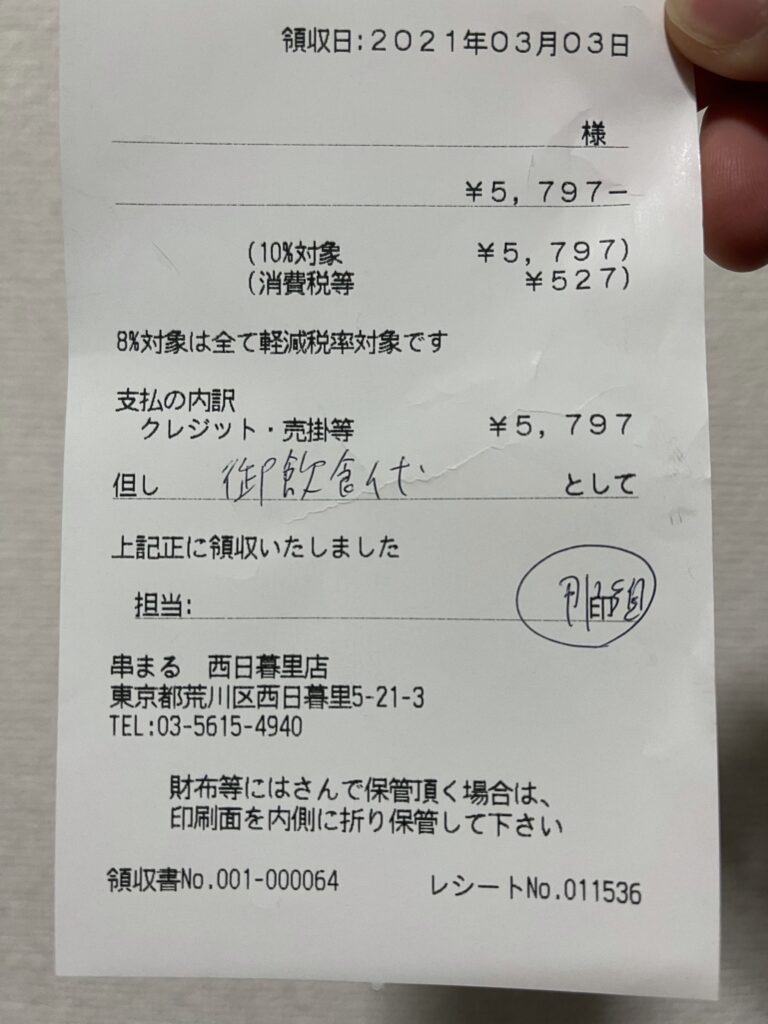 領収日:2021年03月03日
様
¥5,797-
(10%対象 ¥5,797)
(消費税等 ¥527)
8%対象は全て軽減税率対象です
支払の内訳
クレジット・売掛等 ¥5,797
但し 御飲食代 として
上記正に領収いたしました
担当:
串まる 西日暮里店
東京都荒川区西日暮里5-21-3
TEL:03-5615-4940
財布等にはさんで保管頂く場合は、
印刷面を内側に折り保管して下さい
領収書No.001-000064 レシートNo.011536